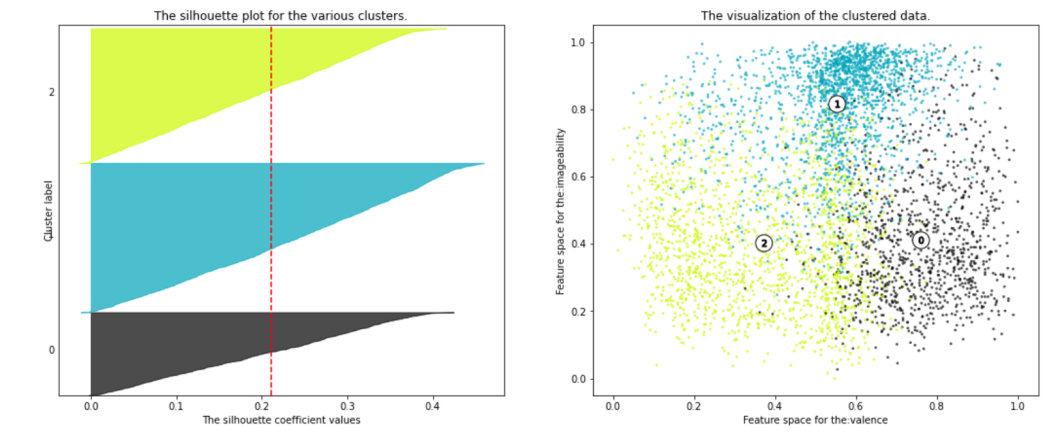 The silhouette plot for the various clusters.
2
1
0
Cluster label
0.0 0.1 0.2 0.3 0.4
The silhouette coefficient values
The visualization of the clustered data.
1.0
0.8
0.6
0.4
0.2
0.0
Feature space for the:imageability
1
2
0
0.0 0.2 0.4 0.6 0.8 1.0
Feature space for the:valence